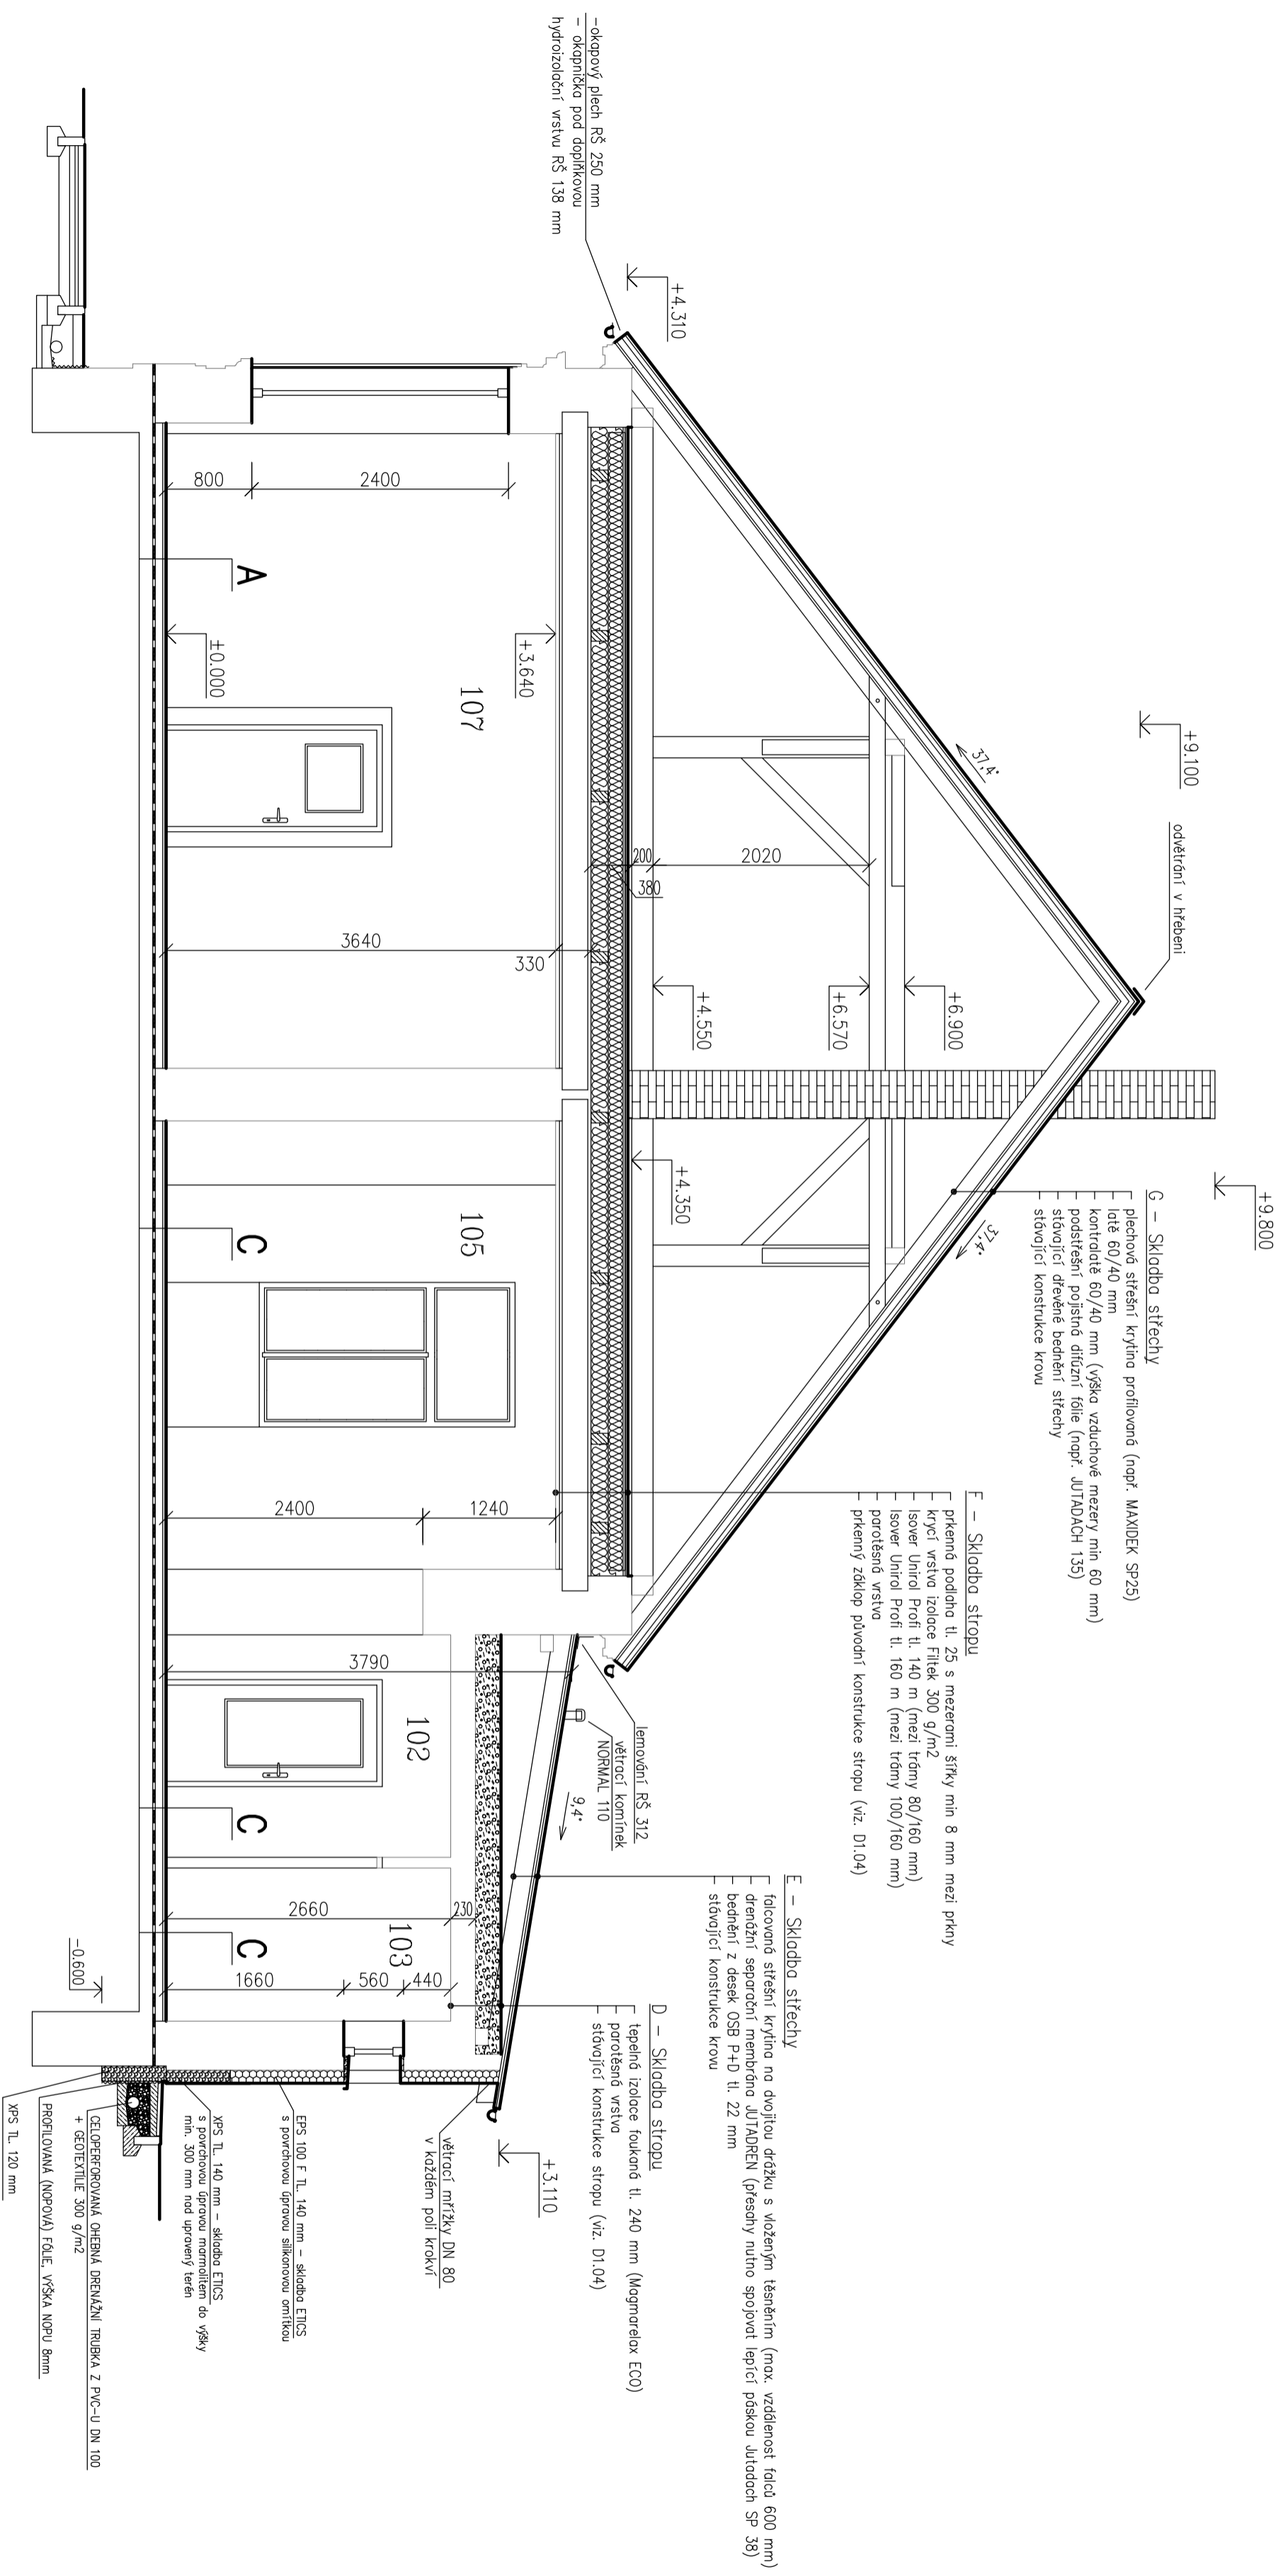 +9.800
+9.100
odvětrání v hřebeni
37,4°
37,4°
G – Skladba střechy
plechová střešní krytina profilovaná (např. MAXIDEK SP25)
latě 60/40 mm
kontralatě 60/40 mm (výška vzduchové mezery min 60 mm)
podstřešní pojistná difúzní fólie (např. JUTADACH 135)
stávající dřevěné bednění střechy
stávající konstrukce krovu
F – Skladba stropu
prkenná podlaha tl. 25 s mezerami šířky min 8 mm mezi prkny
krycí vrstva izolace Filtek 300 g/m2
Isover Unirol Profi tl. 140 m (mezi trámy 80/160 mm)
Isover Unirol Profi tl. 160 m (mezi trámy 100/160 mm)
parotěsná vrstva
prkenný záklop původní konstrukce stropu (viz. D1.04)
E – Skladba střechy
falcovaná střešní krytina na dvojitou drážku s vloženým těsněním (max. vzdálenost falců 600 mm)
drenážní separační membrána JUTADREN (přesahy nutno spojovat lepící páskou Jutadach SP 38)
bednění z desek OSB P+D tl. 22 mm
stávající konstrukce krovu
D – Skladba stropu
tepelná izolace foukaná tl. 240 mm (Magmarelax ECO)
parotěsná vrstva
stávající konstrukce stropu (viz. D1.04)
-okapový plech RŠ 250 mm
- okapnička pod doplňkovou
hydroizolační vrstvu RŠ 138 mm
+4.310
+6.900
+6.570
+4.550
+4.350
2020
200
380
330
lemování RŠ 312
větrací komínek
NORMAL 110
9,4°
+3.110
větrací mřížky DN 80
v každém poli krokví
+3.640
±0.000
800
2400
3640
107
105
102
103
2400
1240
3790
2660
230
1660
560
440
A
C
C
C
-0.600
EPS 100 F TL. 140 mm – skladba ETICS
s povrchovou úpravou silikonovou omítkou
XPS TL. 140 mm – skladba ETICS
s povrchovou úpravou marmolitem do výšky
min. 300 mm nad upravený terén
CELOPERFOROVANÁ OHEBNÁ DRENÁŽNÍ TRUBKA Z PVC-U DN 100
+ GEOTEXTILIE 300 g/m2
PROFILOVANÁ (NOPOVÁ) FÓLIE, VÝŠKA NOPU 8mm
XPS TL. 120 mm